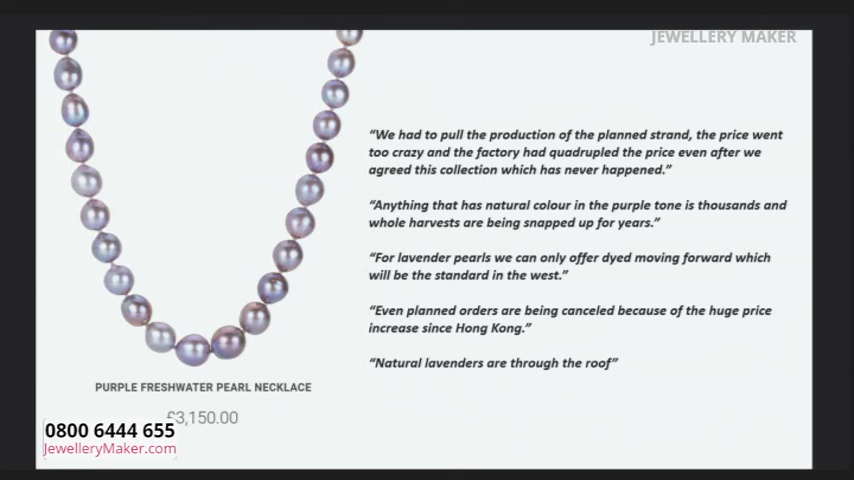 JEWELLERY MAKER
“We had to pull the production of the planned strand, the price went
too crazy and the factory had quadrupled the price even after we
agreed this collection which has never happened.”
“Anything that has natural colour in the purple tone is thousands and
whole harvests are being snapped up for years.”
“For lavender pearls we can only offer dyed moving forward which
will be the standard in the west.”
“Even planned orders are being canceled because of the huge price
increase since Hong Kong.”
“Natural lavenders are through the roof”
PURPLE FRESHWATER PEARL NECKLACE
£3,150.00
0800 6444 655
JewelleryMaker.com